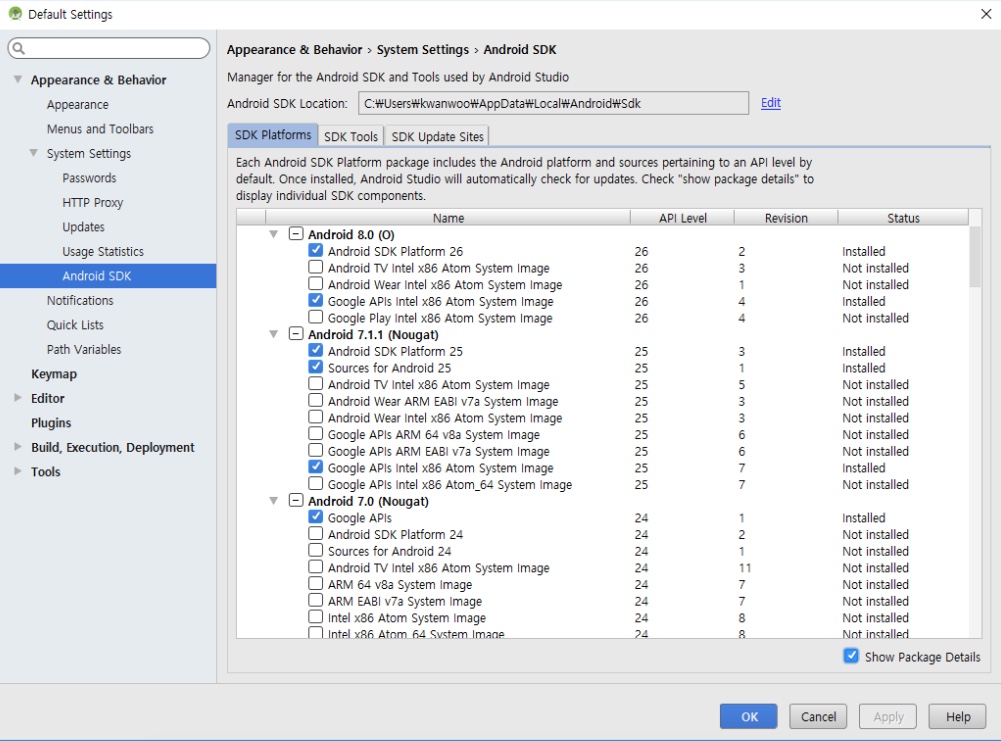 Default Settings
Appearance & Behavior
Appearance
Menus and Toolbars
System Settings
Passwords
HTTP Proxy
Updates
Usage Statistics
Android SDK
Notifications
Quick Lists
Path Variables
Keymap
Editor
Plugins
Build, Execution, Deployment
Tools
Appearance & Behavior › System Settings › Android SDK
Manager for the Android SDK and Tools used by Android Studio
Android SDK Location: C:₩Users₩kwanwoo₩AppData₩Local₩Android₩Sdk Edit
SDK Platforms SDK Tools SDK Update Sites
Each Android SDK Platform package includes the Android platform and sources pertaining to an API level by
default. Once installed, Android Studio will automatically check for updates. Check "show package details" to
display individual SDK components.
Name API Level Revision Status
Android 8.0 (O)
Android SDK Platform 26 26 2 Installed
Android TV Intel x86 Atom System Image 26 3 Not installed
Android Wear Intel x86 Atom System Image 26 1 Not installed
Google APIs Intel x86 Atom System Image 26 4 Installed
Google Play Intel x86 Atom System Image 26 4 Not installed
Android 7.1.1 (Nougat)
Android SDK Platform 25 25 3 Installed
Sources for Android 25 25 1 Installed
Android TV Intel x86 Atom System Image 25 5 Not installed
Android Wear ARM EABI v7a System Image 25 3 Not installed
Android Wear Intel x86 Atom System Image 25 3 Not installed
Google APIs ARM 64 v8a System Image 25 6 Not installed
Google APIs ARM EABI v7a System Image 25 6 Not installed
Google APIs Intel x86 Atom System Image 25 7 Installed
Google APIs Intel x86 Atom_64 System Image 25 7 Not installed
Android 7.0 (Nougat)
Google APIs 24 1 Installed
Android SDK Platform 24 24 2 Not installed
Sources for Android 24 24 1 Not installed
Android TV Intel x86 Atom System Image 24 11 Not installed
ARM 64 v8a System Image 24 7 Not installed
ARM EABI v7a System Image 24 7 Not installed
Intel x86 Atom System Image 24 8 Not installed
Intel x86 Atom_64 System Image 24 8 Not installed
Show Package Details
OK Cancel Apply Help